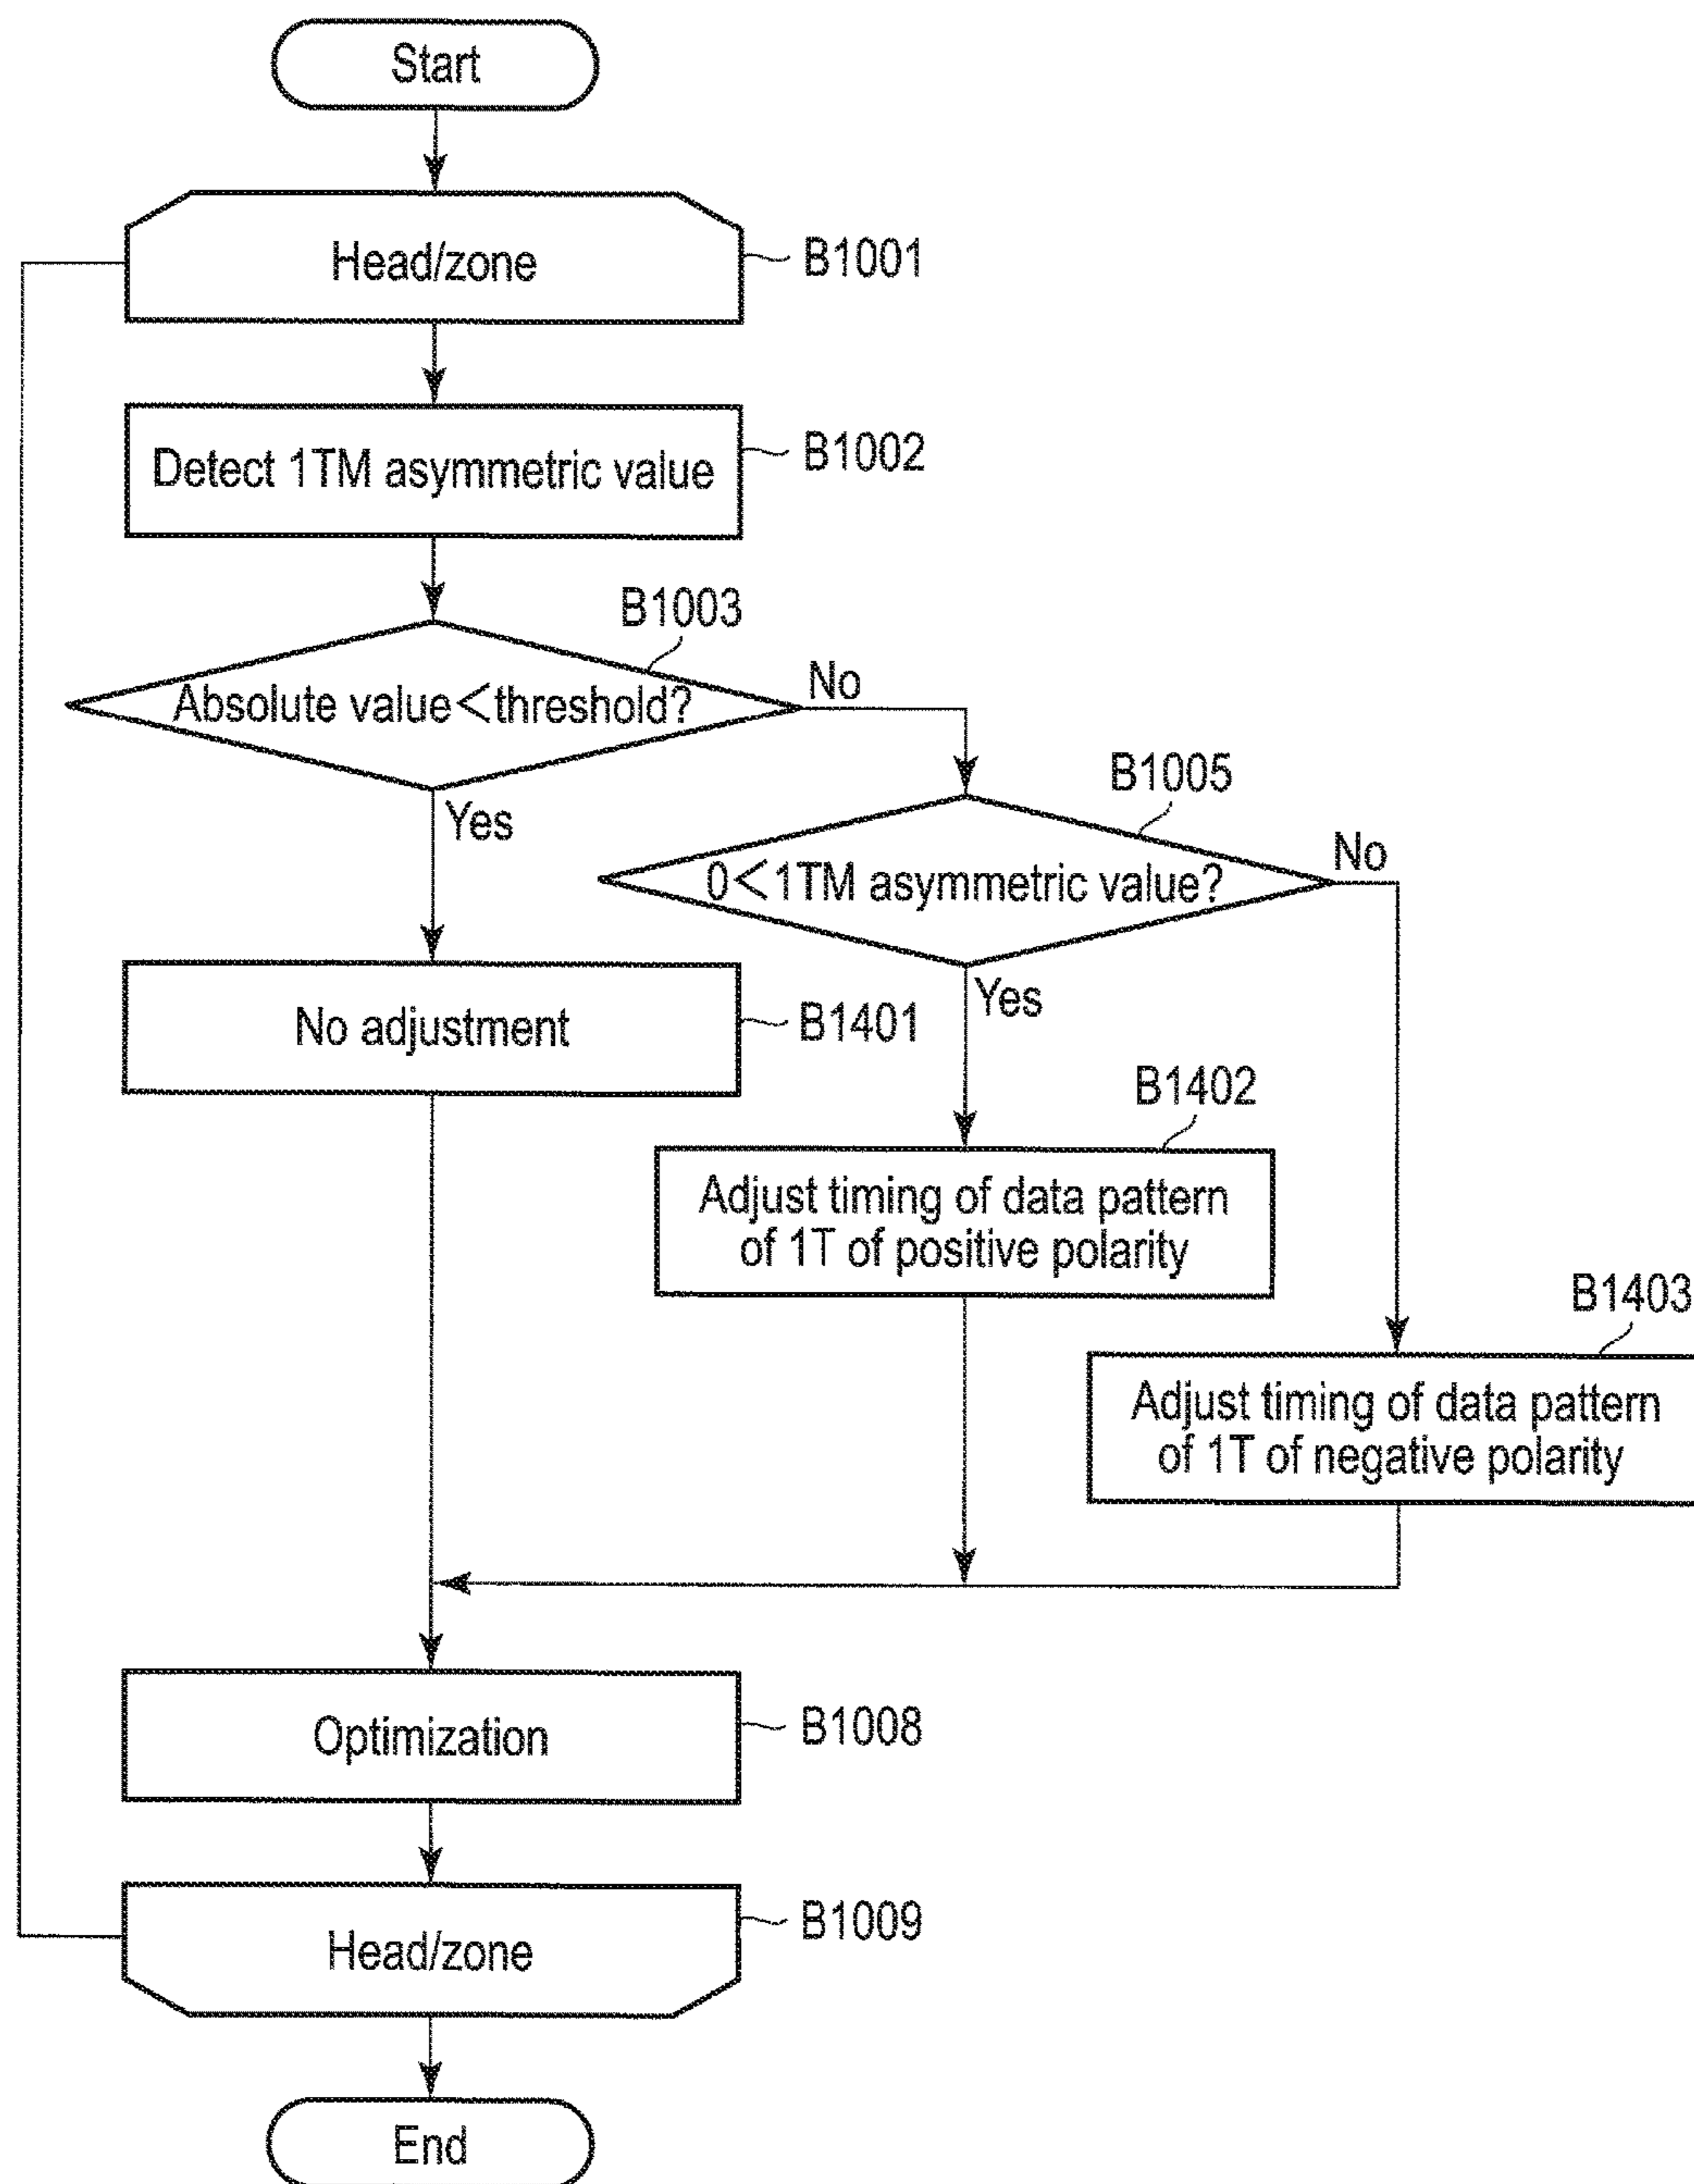 Start
Head/zone
B1001
Detect 1TM asymmetric value
B1002
B1003
Absolute value<threshold?
No
Yes
B1005
0<1TM asymmetric value?
No
Yes
No adjustment
B1401
B1402
Adjust timing of data pattern
of 1T of positive polarity
B1403
Adjust timing of data pattern
of 1T of negative polarity
Optimization
B1008
Head/zone
B1009
End